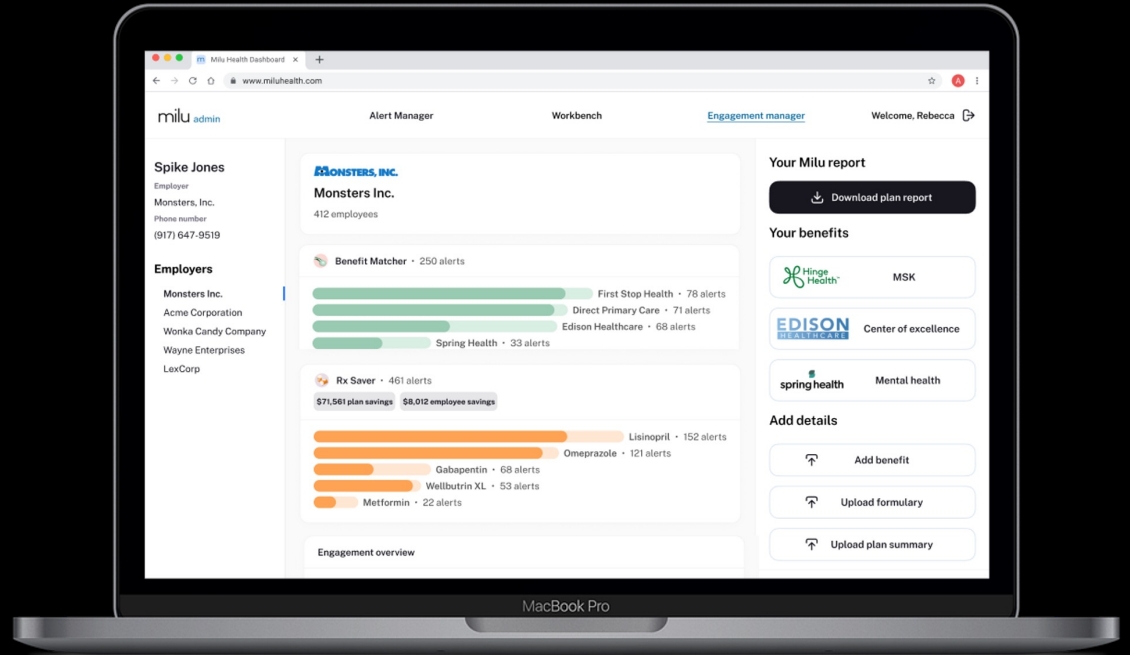 Milu Health Dashboard
www.miluhealth.com
A
milu admin
Alert Manager
Workbench
Engagement manager
Welcome, Rebecca
Spike Jones
Employer
Monsters, Inc.
Phone number
(917) 647-9519
Employers
Monsters Inc.
Acme Corporation
Wonka Candy Company
Wayne Enterprises
LexCorp
MONSTERS, INC.
Monsters Inc.
412 employees
Benefit Matcher • 250 alerts
First Stop Health • 78 alerts
Direct Primary Care • 71 alerts
Edison Healthcare • 68 alerts
Spring Health • 33 alerts
Rx Saver • 461 alerts
$71,561 plan savings $8,012 employee savings
Lisinopril • 152 alerts
Omeprazole • 121 alerts
Gabapentin • 68 alerts
Wellbutrin XL • 53 alerts
Metformin • 22 alerts
Engagement overview
Your Milu report
Download plan report
Your benefits
Hinge
Health™
MSK
EDISON
HEALTHCARE
Center of excellence
spring health
Mental health
Add details
Add benefit
Upload formulary
Upload plan summary
MacBook Pro